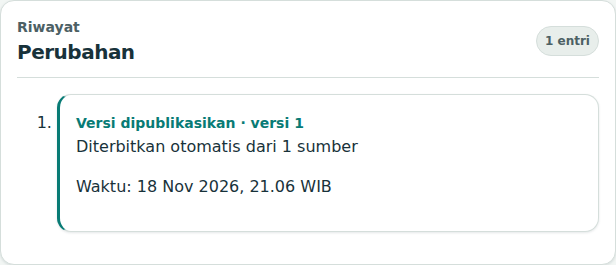 Riwayat
Perubahan
1 entri
1.
Versi dipublikasikan · versi 1
Diterbitkan otomatis dari 1 sumber
Waktu: 18 Nov 2026, 21.06 WIB